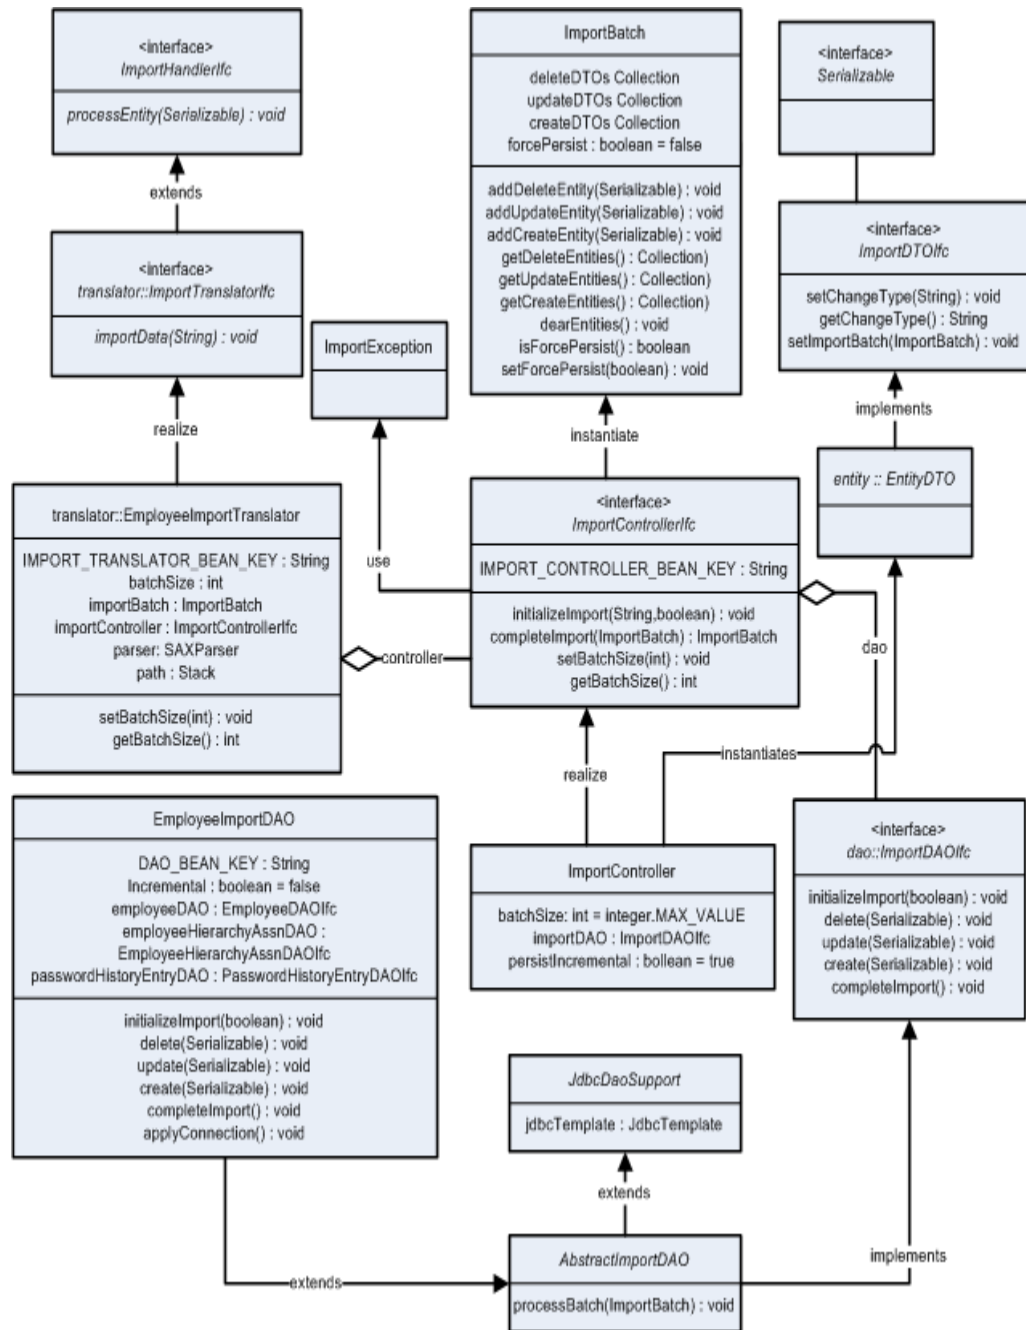 <interface>
ImportHandlerIfc
processEntity(Serializable) : void
extends
<interface>
translator::ImportTranslatorIfc
importData(String) : void
realize
translator::EmployeeImportTranslator
IMPORT_TRANSLATOR_BEAN_KEY : String
batchSize : int
importBatch : ImportBatch
importController : ImportControllerIfc
parser: SAXParser
path : Stack
setBatchSize(int) : void
getBatchSize() : int
ImportException
use
controller
ImportBatch
deleteDTOs Collection
updateDTOs Collection
createDTOs Collection
forcePersist : boolean = false
addDeleteEntity(Serializable) : void
addUpdateEntity(Serializable) : void
addCreateEntity(Serializable) : void
getDeleteEntities() : Collection)
getUpdateEntities() : Collection)
getCreateEntities() : Collection)
dearEntities() : void
isForcePersist() : boolean
setForcePersist(boolean) : void
instantiate
<interface>
ImportControllerIfc
IMPORT_CONTROLLER_BEAN_KEY : String
initializeImport(String,boolean) : void
completeImport(ImportBatch) : ImportBatch
setBatchSize(int) : void
getBatchSize() : int
realize
<interface>
Serializable
<interface>
ImportDTOIfc
setChangeType(String) : void
getChangeType() : String
setImportBatch(ImportBatch) : void
implements
entity :: EntityDTO
dao
instantiates
EmployeeImportDAO
DAO_BEAN_KEY : String
Incremental : boolean = false
employeeDAO : EmployeeDAOIfc
employeeHierarchyAssnDAO :
EmployeeHierarchyAssnDAOIfc
passwordHistoryEntryDAO : PasswordHistoryEntryDAOIfc
initializeImport(boolean) : void
delete(Serializable) : void
update(Serializable) : void
create(Serializable) : void
completeImport() : void
applyConnection() : void
ImportController
batchSize: int = integer.MAX_VALUE
importDAO : ImportDAOIfc
persistIncremental : bollean = true
<interface>
dao::ImportDAOIfc
initializeImport(boolean) : void
delete(Serializable) : void
update(Serializable) : void
create(Serializable) : void
completeImport() : void
JdbcDaoSupport
jdbcTemplate : JdbcTemplate
extends
AbstractImportDAO
processBatch(ImportBatch) : void
extends
implements